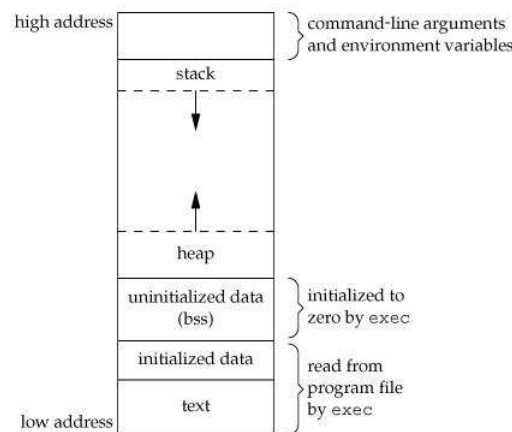 high address
command-line arguments
and environment variables
stack
heap
uninitialized data
(bss)
initialized to
zero by exec
initialized data
read from
program file
by exec
text
low address